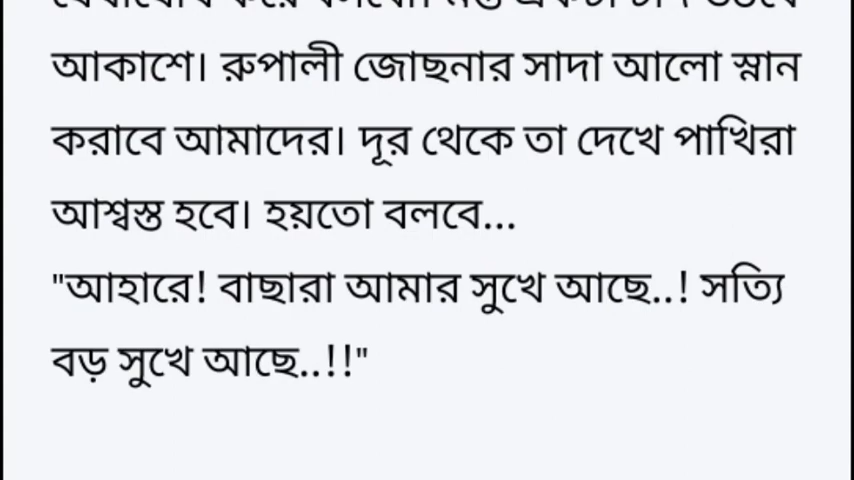 আকাশে। রুপালী জোছনার সাদা আলো স্নান
করাবে আমাদের। দূর থেকে তা দেখে পাখিরা
আশ্বস্ত হবে। হয়তো বলবে...
"আহারে! বাছারা আমার সুখে আছে..! সত্যি
বড় সুখে আছে..!!"